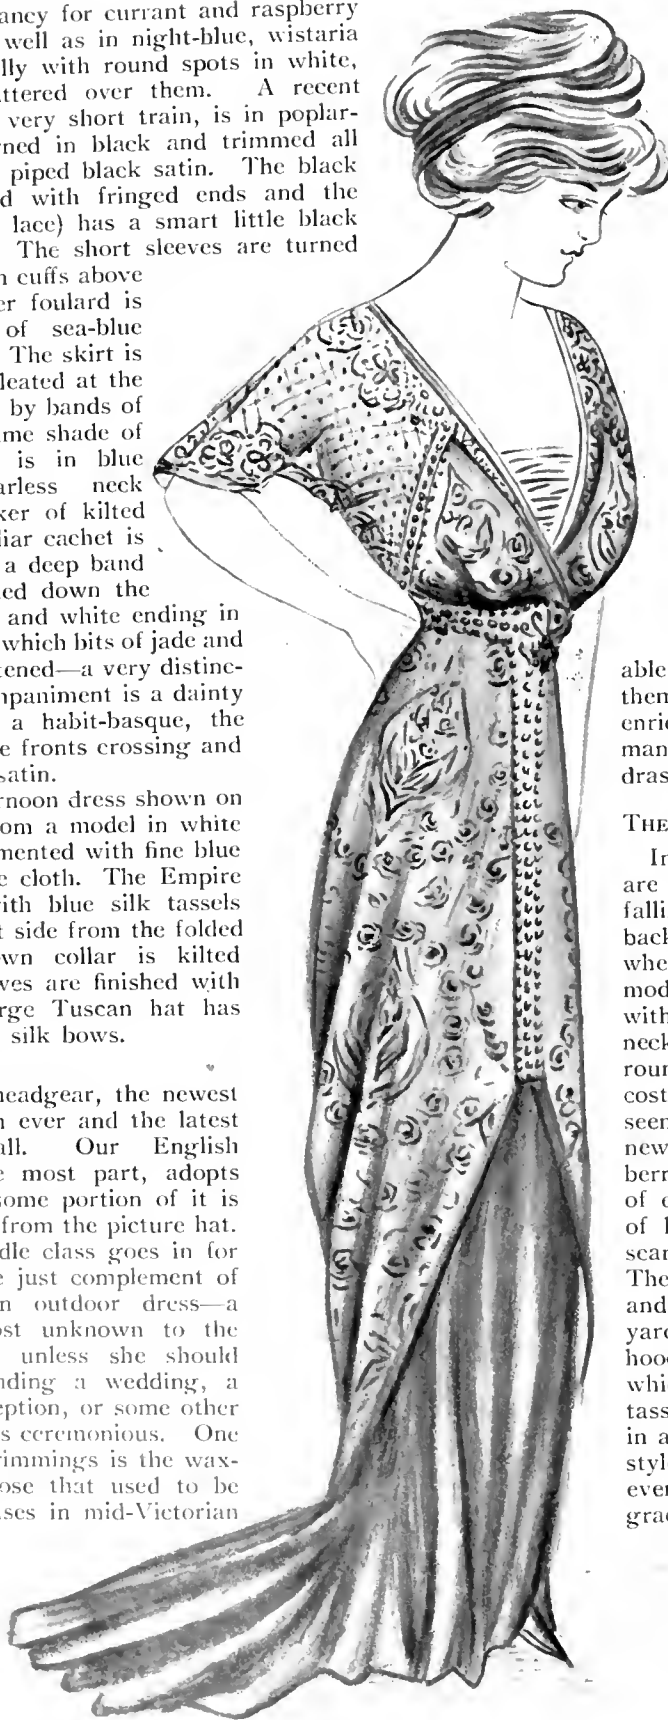 ancy for currant and raspberry
well as in night-blue, wistaria
lly with round spots in white,
ttered over them. A recent
very short train, is in poplar-
rned in black and trimmed all
piped black satin. The black
d with fringed ends and the
lace) has a smart little black
The short sleeves are turned
n cuffs above
er foulard is
of sea-blue
The skirt is
leated at the
by bands of
me shade of
is in blue
arless neck
ker of kilted
liar cachet is
a deep band
ed down the
and white ending in
which bits of jade and
tened—a very distinc-
mpaniment is a dainty
a habit-basque, the
e fronts crossing and
satin.
rnoon dress shown on
om a model in white
mented with fine blue
e cloth. The Empire
ith blue silk tassels
t side from the folded
wn collar is kilted
ves are finished with
rge Tuscan hat has
silk bows.
headgear, the newest
n ever and the latest
all. Our English
e most part, adopts
some portion of it is
from the picture hat.
dle class goes in for
e just complement of
n outdoor dress—a
ost unknown to the
unless she should
nding a wedding, a
eption, or some other
s ceremonious. One
rimmings is the wax-
ose that used to be
ses in mid-Victorian
able
them
enric
man
dras
THE
In
are
falli
back
whe
mod
with
neck
roun
cost
seen
new
berr
of c
of l
scar
The
and
yard
hood
whi
tass
in a
styl
ever
grac